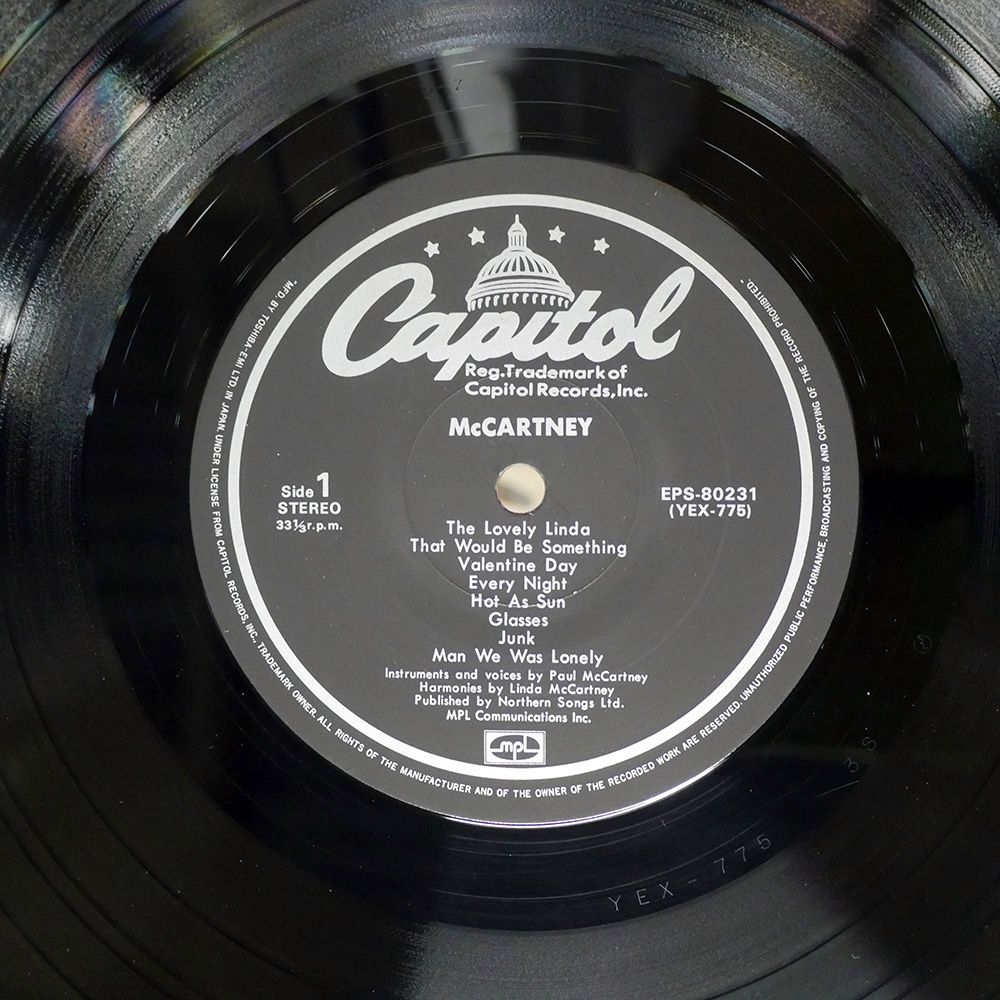 Capitol
Reg.Trademark of
Capitol Records,Inc.
McCARTNEY
Side 1
STEREO
33⅓r.p.m.
EPS-80231
(YEX-775)
The Lovely Linda
That Would Be Something
Valentine Day
Every Night
Hot As Sun
Glasses
Junk
Man We Was Lonely
Instruments and voices by Paul McCartney
Harmonies by Linda McCartney
Published by Northern Songs Ltd.
MPL Communications Inc.
mpl
"MFD. BY TOSHIBA-EMI LTD. IN JAPAN, UNDER LICENSE FROM CAPITOL RECORDS, INC., TRADEMARK OWNER. ALL RIGHTS OF THE MANUFACTURER AND OF THE OWNER OF THE RECORDED WORK ARE RESERVED. UNAUTHORIZED PUBLIC PERFORMANCE, BROADCASTING AND COPYING OF THE RECORD PROHIBITED."
YEX-775